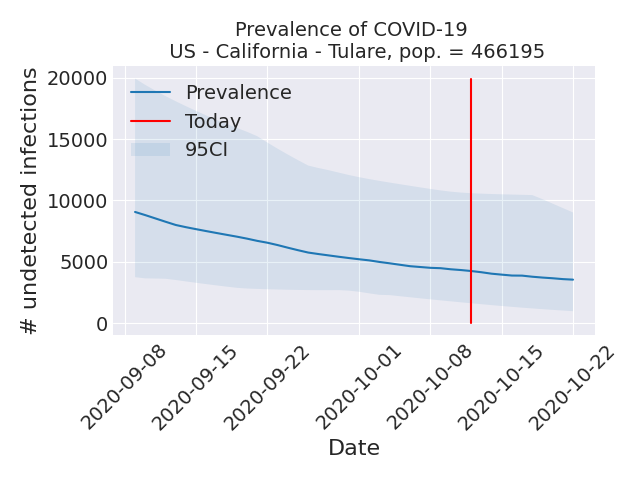 Prevalence of COVID-19
US - California - Tulare, pop. = 466195
# undetected infections
20000
15000
10000
5000
0
Prevalence
Today
95CI
2020-09-08
2020-09-15
2020-09-22
2020-10-01
2020-10-08
2020-10-15
2020-10-22
Date